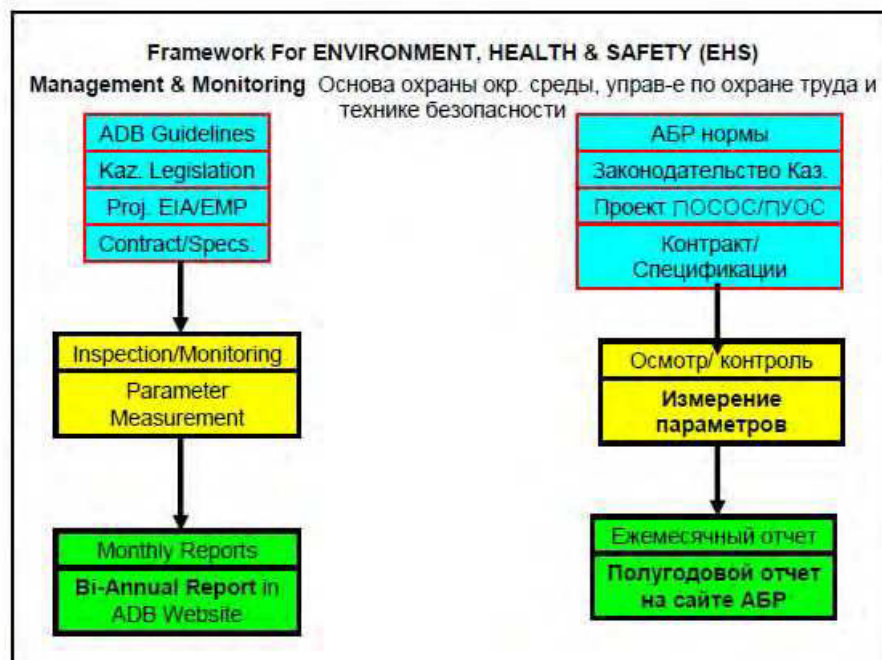 Framework For ENVIRONMENT, HEALTH & SAFETY (EHS)
Management & Monitoring Основа охраны окр. среды, управ-е по охране труда и
технике безопасности
ADB Guidelines
Kaz. Legislation
Proj. EIA/EMP
Contract/Specs.
Inspection/Monitoring
Parameter
Measurement
Monthly Reports
Bi-Annual Report in
ADB Website
АБР нормы
Законодательство Каз.
Проект ПОСОС/ПУОС
Контракт/
Спецификации
Осмотр/ контроль
Измерение
параметров
Ежемесячный отчет
Полугодовой отчет
на сайте АБР